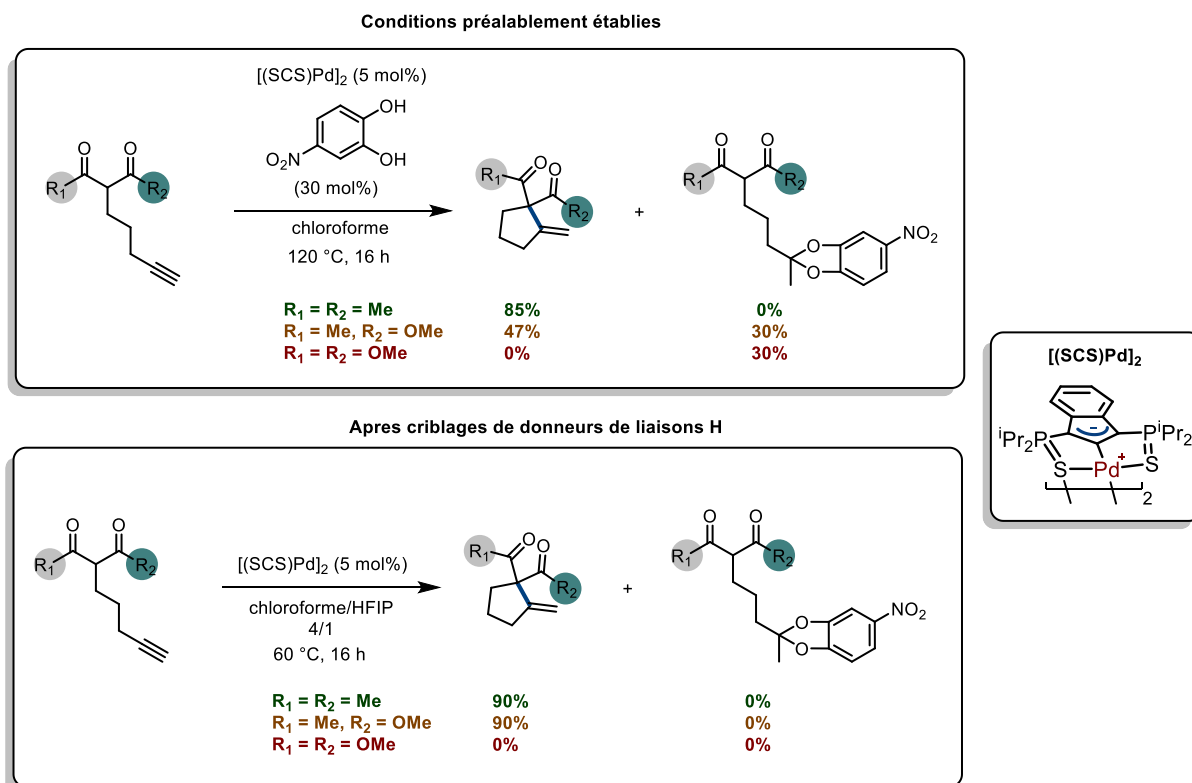 Conditions préalablement établies
[(SCS)Pd]₂ (5 mol%)
OH
O₂N
OH
(30 mol%)
chloroforme
120 °C, 16 h
O O
R₁ R₂
R₁ O
O
R₂
+
O O
R₁ R₂
O
O
NO₂
R₁ = R₂ = Me 85% 0%
R₁ = Me, R₂ = OMe 47% 30%
R₁ = R₂ = OMe 0% 30%
[(SCS)Pd]₂
ⁱPr₂P - PⁱPr₂
S Pd⁺ S
2
Apres criblages de donneurs de liaisons H
O O
R₁ R₂
[(SCS)Pd]₂ (5 mol%)
chloroforme/HFIP
4/1
60 °C, 16 h
R₁ O
O
R₂
+
O O
R₁ R₂
O
O
NO₂
R₁ = R₂ = Me 90% 0%
R₁ = Me, R₂ = OMe 90% 0%
R₁ = R₂ = OMe 0% 0%